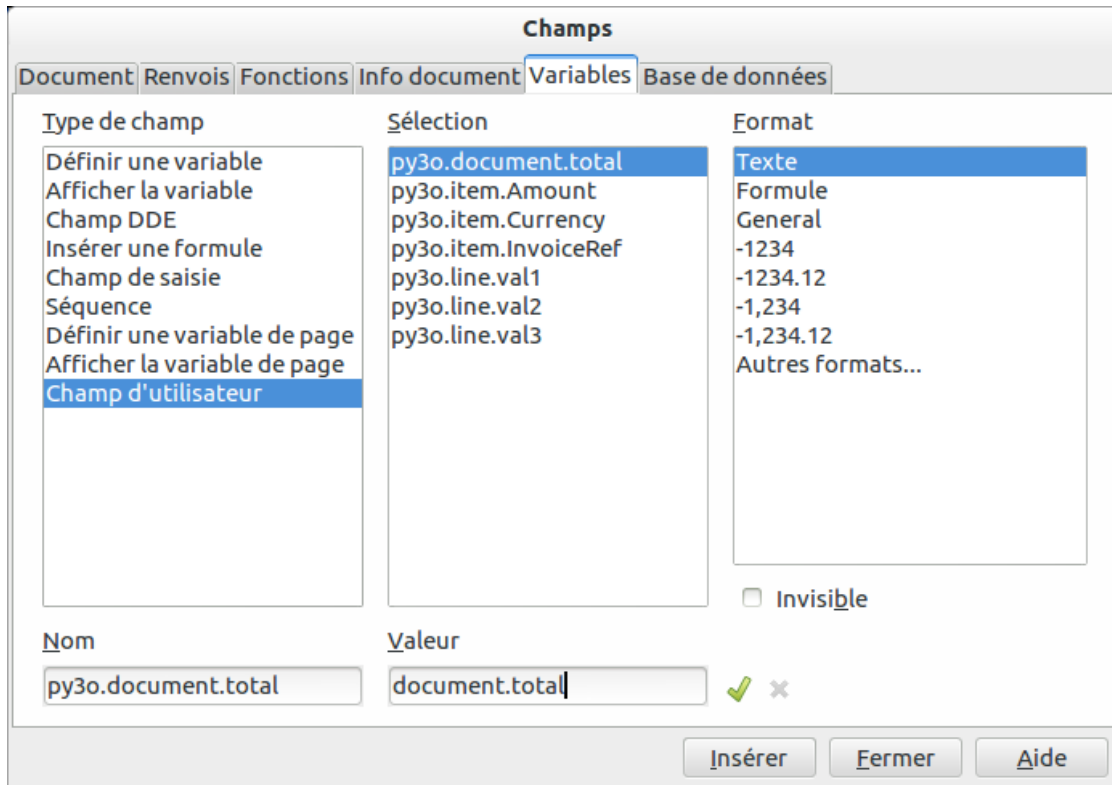 Champs
Document Renvois Fonctions Info document Variables Base de données
Type de champ
Définir une variable
Afficher la variable
Champ DDE
Insérer une formule
Champ de saisie
Séquence
Définir une variable de page
Afficher la variable de page
Champ d'utilisateur
Sélection
py3o.document.total
py3o.item.Amount
py3o.item.Currency
py3o.item.InvoiceRef
py3o.line.val1
py3o.line.val2
py3o.line.val3
Format
Texte
Formule
General
-1234
-1234.12
-1,234
-1,234.12
Autres formats...
Invisible
Nom
py3o.document.total
Valeur
document.total
Insérer Fermer Aide